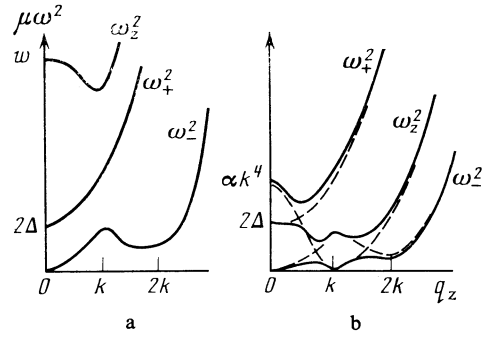 μω²
w
ω_z²
ω_+²
ω_-²
2Δ
0 k 2k
a
ω_+²
ω_z²
ω_-²
αk⁴
2Δ
0 k 2k q_z
b